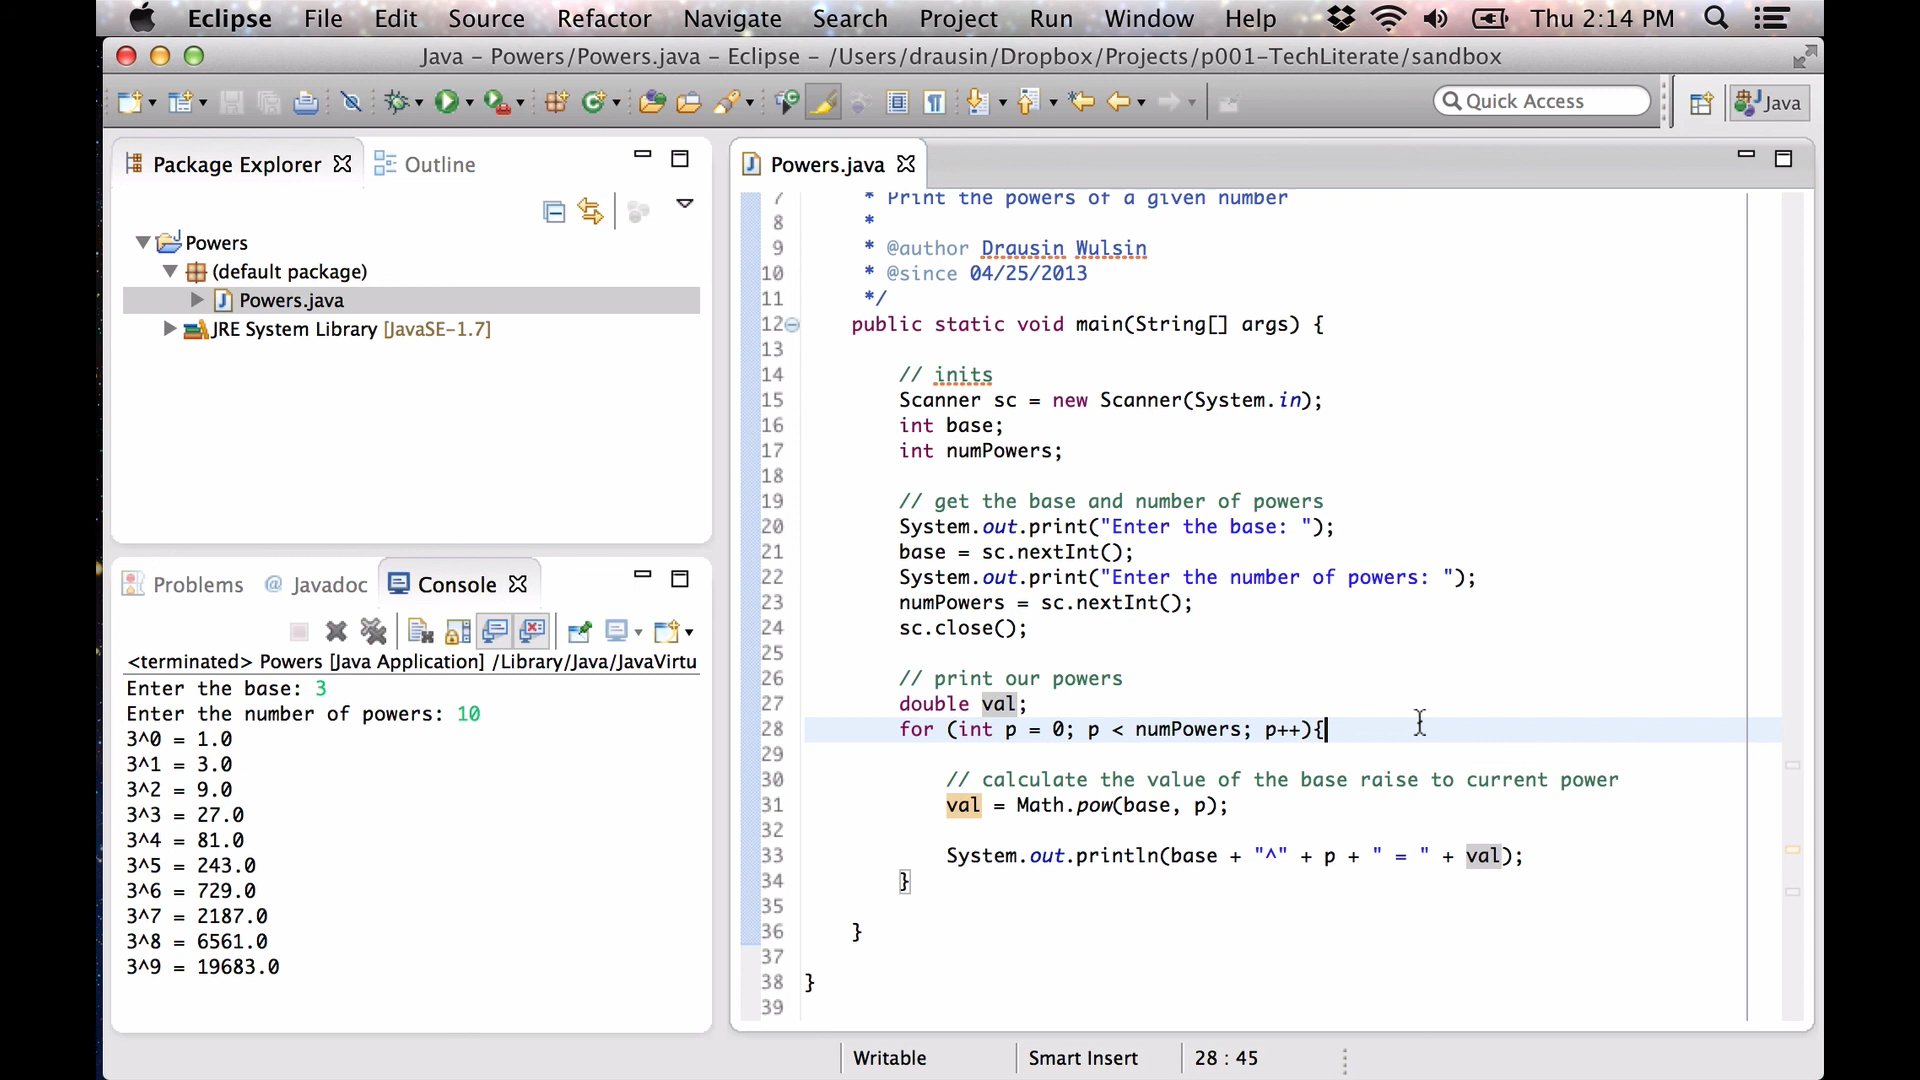 Eclipse File Edit Source Refactor Navigate Search Project Run Window Help Thu 2:14 PM
Java – Powers/Powers.java – Eclipse – /Users/drausin/Dropbox/Projects/p001-TechLiterate/sandbox
Quick Access
Java
Package Explorer
Outline
Powers
(default package)
Powers.java
JRE System Library [JavaSE-1.7]
Problems
@ Javadoc
Console
<terminated> Powers [Java Application] /Library/Java/JavaVirtu
Enter the base: 3
Enter the number of powers: 10
3^0 = 1.0
3^1 = 3.0
3^2 = 9.0
3^3 = 27.0
3^4 = 81.0
3^5 = 243.0
3^6 = 729.0
3^7 = 2187.0
3^8 = 6561.0
3^9 = 19683.0
Powers.java
7 * Print the powers of a given number
8 *
9 * @author Drausin Wulsin
10 * @since 04/25/2013
11 */
12 public static void main(String[] args) {
13
14 // inits
15 Scanner sc = new Scanner(System.in);
16 int base;
17 int numPowers;
18
19 // get the base and number of powers
20 System.out.print("Enter the base: ");
21 base = sc.nextInt();
22 System.out.print("Enter the number of powers: ");
23 numPowers = sc.nextInt();
24 sc.close();
25
26 // print our powers
27 double val;
28 for (int p = 0; p < numPowers; p++){
29
30 // calculate the value of the base raise to current power
31 val = Math.pow(base, p);
32
33 System.out.println(base + "^" + p + " = " + val);
34 }
35
36 }
37
38 }
39
Writable
Smart Insert
28 : 45